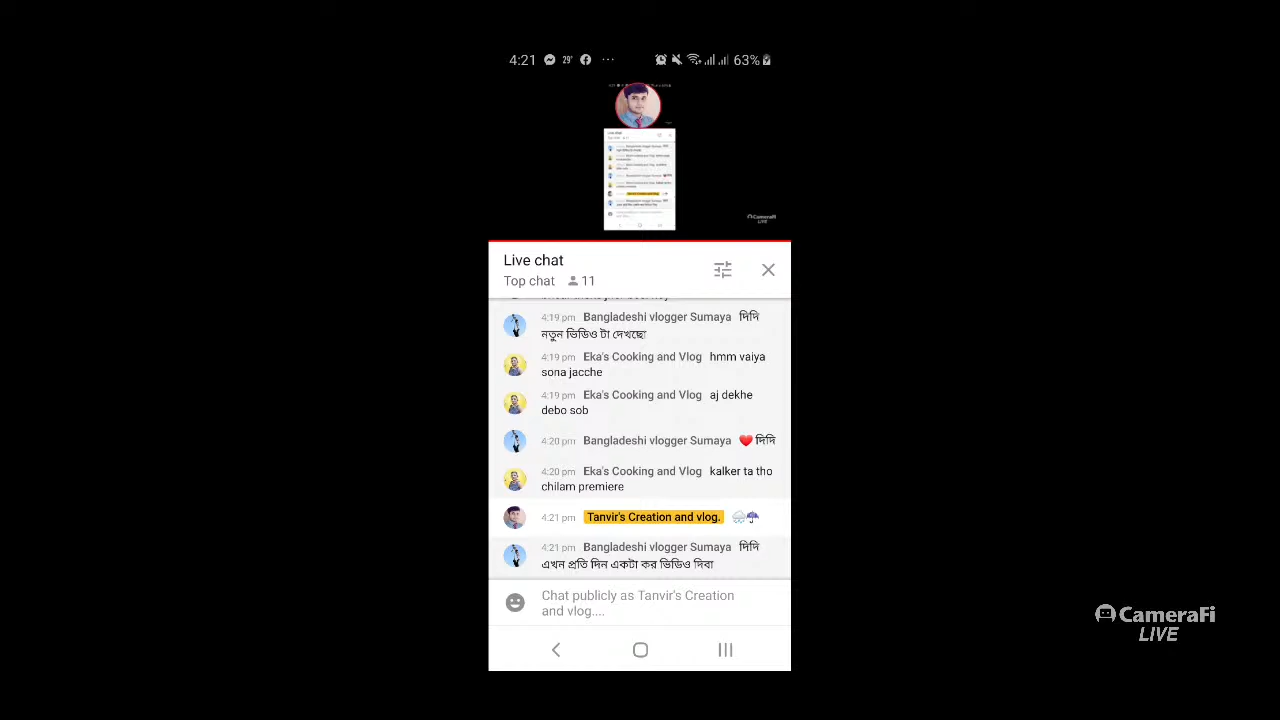 4:21 29° 63%
Live chat
Top chat 11
4:19 pm Bangladeshi vlogger Sumaya দিদি
নতুন ভিডিও টা দেখছো
4:19 pm Eka's Cooking and Vlog hmm vaiya
sona jacche
4:19 pm Eka's Cooking and Vlog aj dekhe
debo sob
4:20 pm Bangladeshi vlogger Sumaya ❤️ দিদি
4:20 pm Eka's Cooking and Vlog kalker ta tho
chilam premiere
4:21 pm Tanvir's Creation and vlog. 🌧️☔
4:21 pm Bangladeshi vlogger Sumaya দিদি
এখন প্রতি দিন একটা কর ভিডিও দিবা
Chat publicly as Tanvir's Creation
and vlog....
CameraFi
LIVE